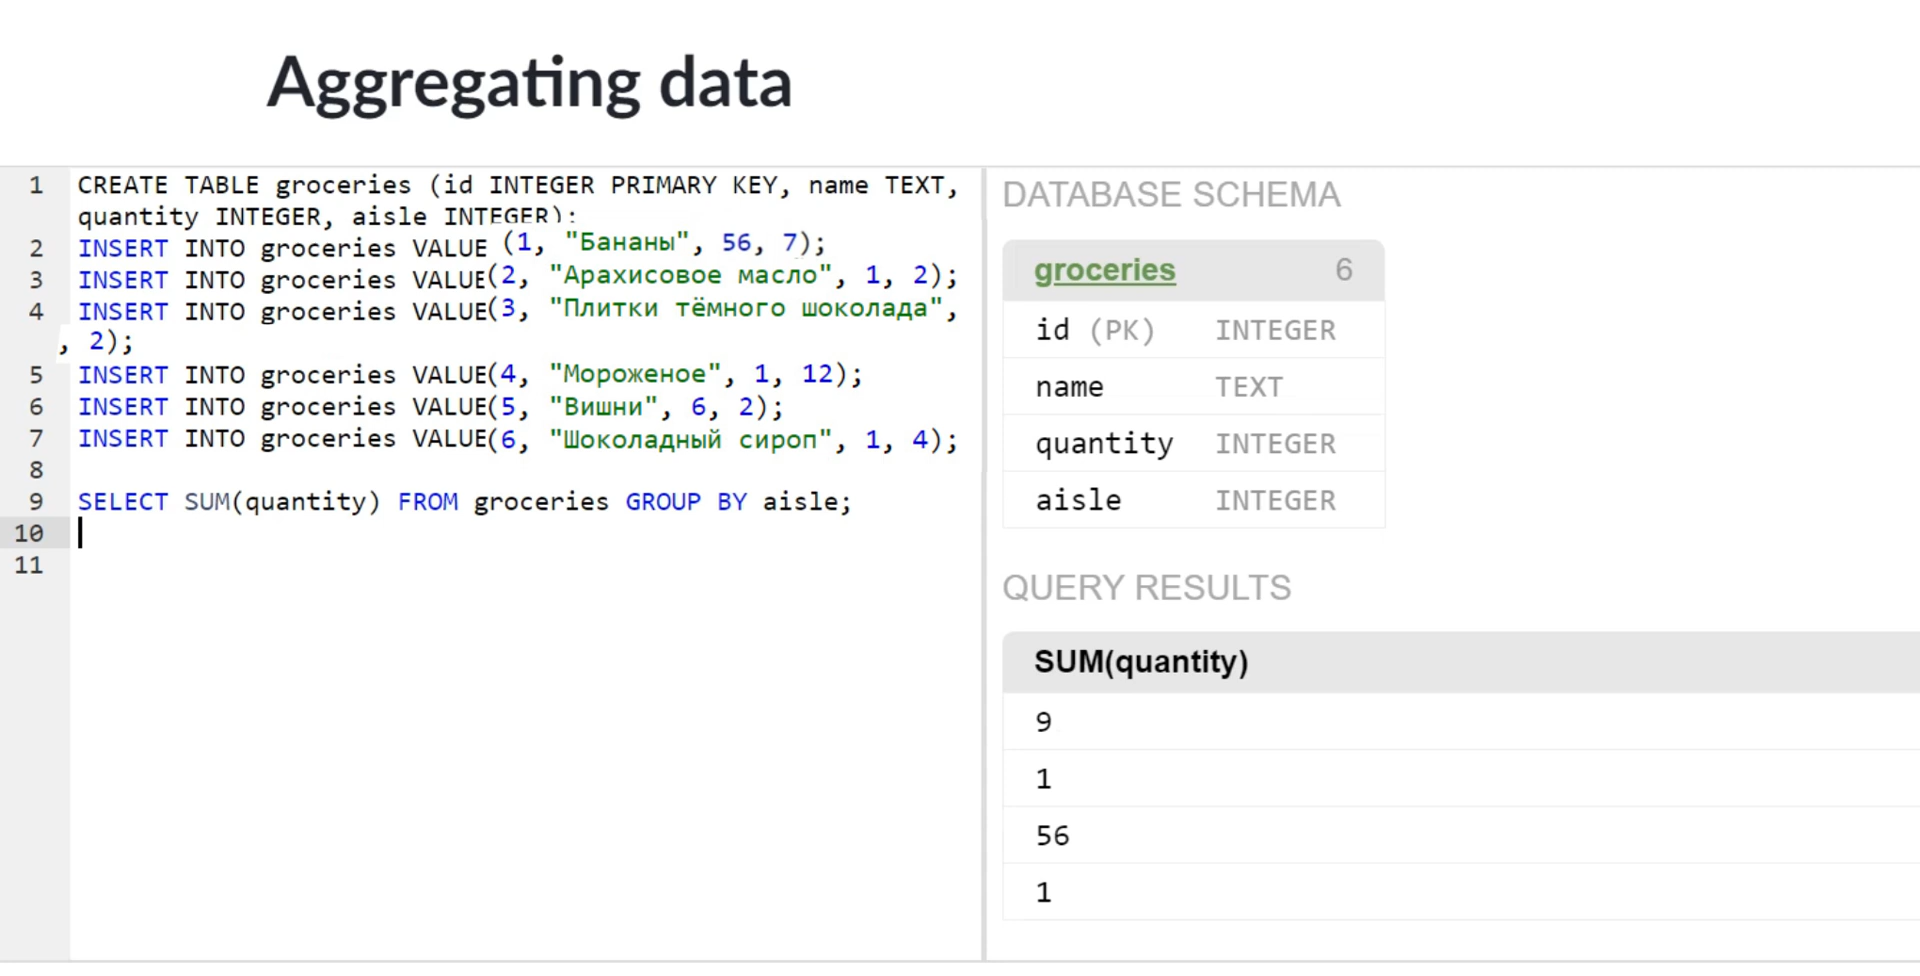 Aggregating data
1 CREATE TABLE groceries (id INTEGER PRIMARY KEY, name TEXT,
quantity INTEGER, aisle INTEGER);
2 INSERT INTO groceries VALUE (1, "Бананы", 56, 7);
3 INSERT INTO groceries VALUE(2, "Арахисовое масло", 1, 2);
4 INSERT INTO groceries VALUE(3, "Плитки тёмного шоколада",
, 2);
5 INSERT INTO groceries VALUE(4, "Мороженое", 1, 12);
6 INSERT INTO groceries VALUE(5, "Вишни", 6, 2);
7 INSERT INTO groceries VALUE(6, "Шоколадный сироп", 1, 4);
8
9 SELECT SUM(quantity) FROM groceries GROUP BY aisle;
10
11
DATABASE SCHEMA
groceries 6
id (PK) INTEGER
name TEXT
quantity INTEGER
aisle INTEGER
QUERY RESULTS
SUM(quantity)
9
1
56
1